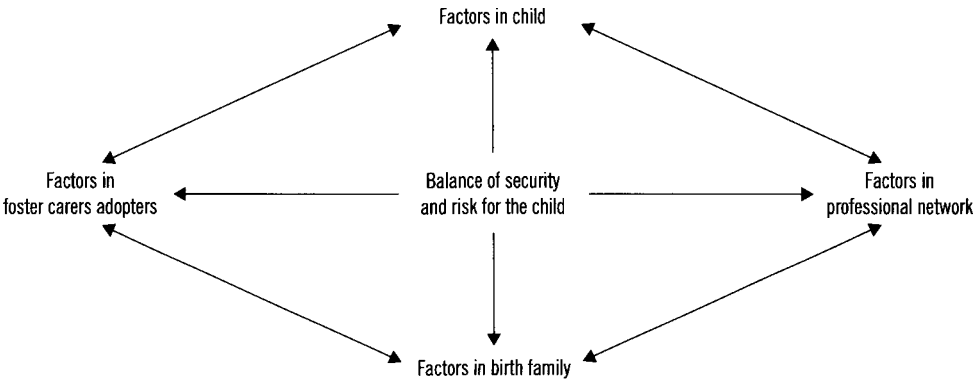 Factors in child
Factors in
foster carers adopters
Balance of security
and risk for the child
Factors in
professional network
Factors in birth family